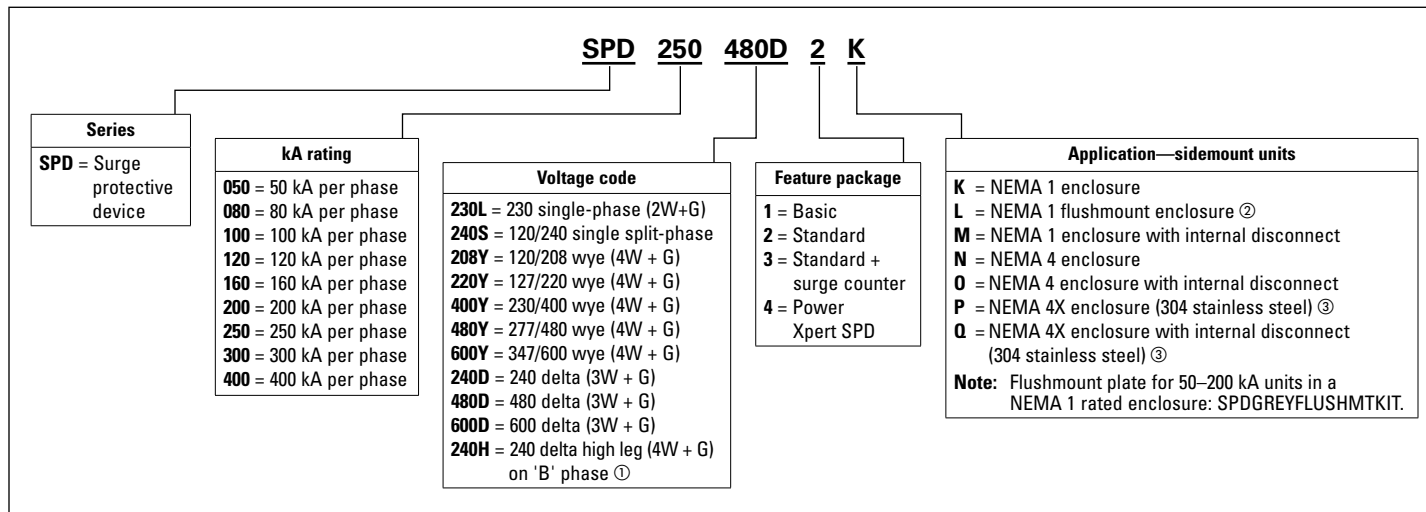 SPD 250 480D 2 K
Series
SPD = Surge
protective
device
kA rating
050 = 50 kA per phase
080 = 80 kA per phase
100 = 100 kA per phase
120 = 120 kA per phase
160 = 160 kA per phase
200 = 200 kA per phase
250 = 250 kA per phase
300 = 300 kA per phase
400 = 400 kA per phase
Voltage code
230L = 230 single-phase (2W+G)
240S = 120/240 single split-phase
208Y = 120/208 wye (4W + G)
220Y = 127/220 wye (4W + G)
400Y = 230/400 wye (4W + G)
480Y = 277/480 wye (4W + G)
600Y = 347/600 wye (4W + G)
240D = 240 delta (3W + G)
480D = 480 delta (3W + G)
600D = 600 delta (3W + G)
240H = 240 delta high leg (4W + G)
on 'B' phase ①
Feature package
1 = Basic
2 = Standard
3 = Standard +
surge counter
4 = Power
Xpert SPD
Application—sidemount units
K = NEMA 1 enclosure
L = NEMA 1 flushmount enclosure ②
M = NEMA 1 enclosure with internal disconnect
N = NEMA 4 enclosure
O = NEMA 4 enclosure with internal disconnect
P = NEMA 4X enclosure (304 stainless steel) ③
Q = NEMA 4X enclosure with internal disconnect
(304 stainless steel) ③
Note: Flushmount plate for 50–200 kA units in a
NEMA 1 rated enclosure: SPDGREYFLUSHMTKIT.